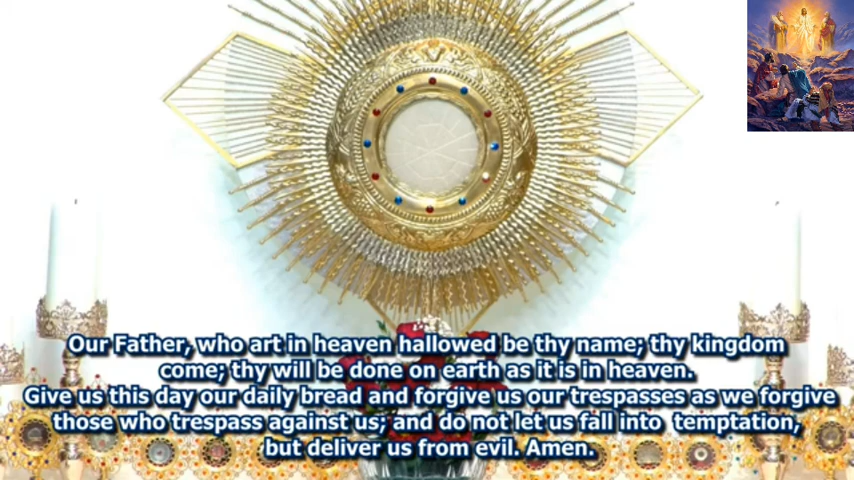 Our Father, who art in heaven hallowed be thy name; thy kingdom
come; thy will be done on earth as it is in heaven.
Give us this day our daily bread and forgive us our trespasses as we forgive
those who trespass against us; and do not let us fall into temptation,
but deliver us from evil. Amen.